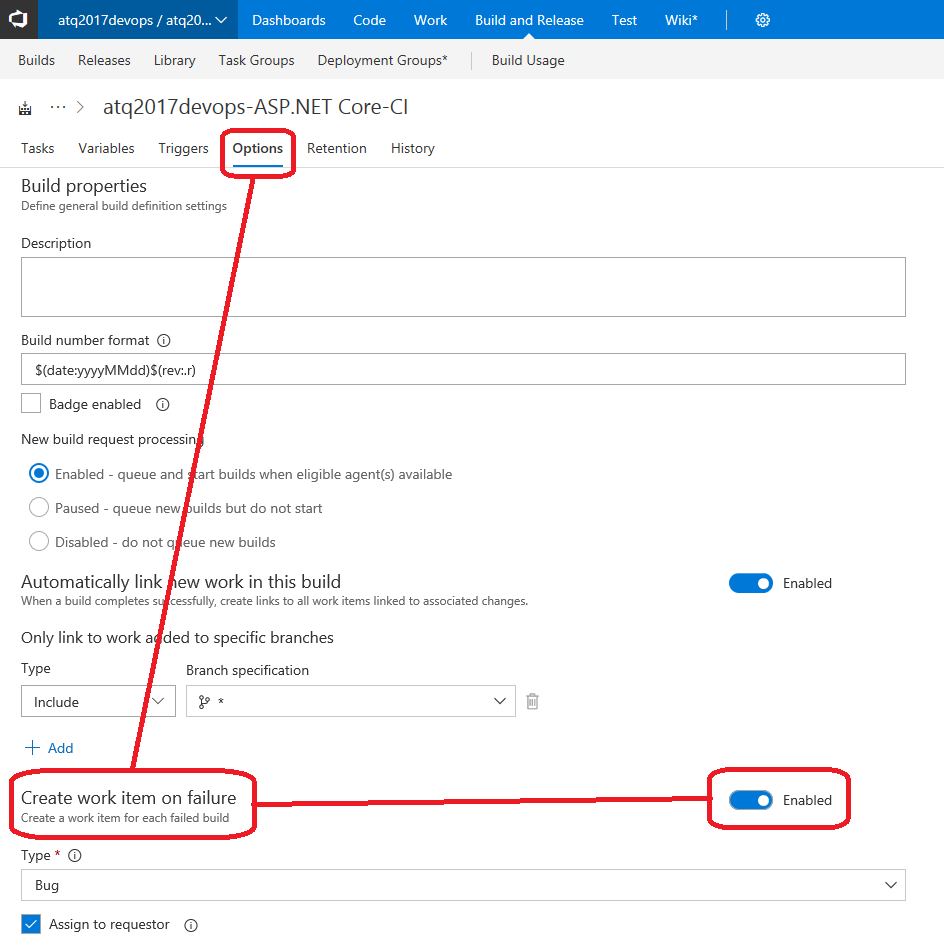 atq2017devops / atq20... Dashboards Code Work Build and Release Test Wiki*
Builds Releases Library Task Groups Deployment Groups* Build Usage
... > atq2017devops-ASP.NET Core-CI
Tasks Variables Triggers Options Retention History
Build properties
Define general build definition settings
Description
Build number format
$(date:yyyyMMdd)$(rev:.r)
Badge enabled
New build request processing
Enabled - queue and start builds when eligible agent(s) available
Paused - queue new builds but do not start
Disabled - do not queue new builds
Automatically link new work in this build Enabled
When a build completes successfully, create links to all work items linked to associated changes.
Only link to work added to specific branches
Type Branch specification
Include *
+ Add
Create work item on failure Enabled
Create a work item for each failed build
Type *
Bug
Assign to requestor